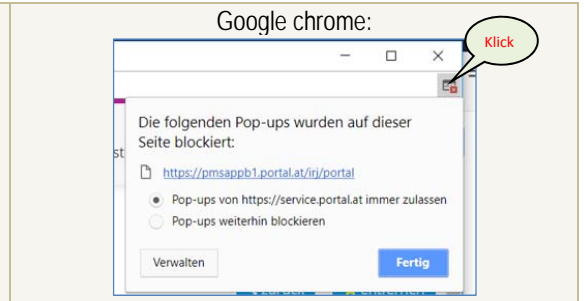 Google chrome:
Klick
Die folgenden Pop-ups wurden auf dieser
Seite blockiert:
st
https://pmsappb1.portal.at/irj/portal
Pop-ups von https://service.portal.at immer zulassen
Pop-ups weiterhin blockieren
Verwalten
Fertig